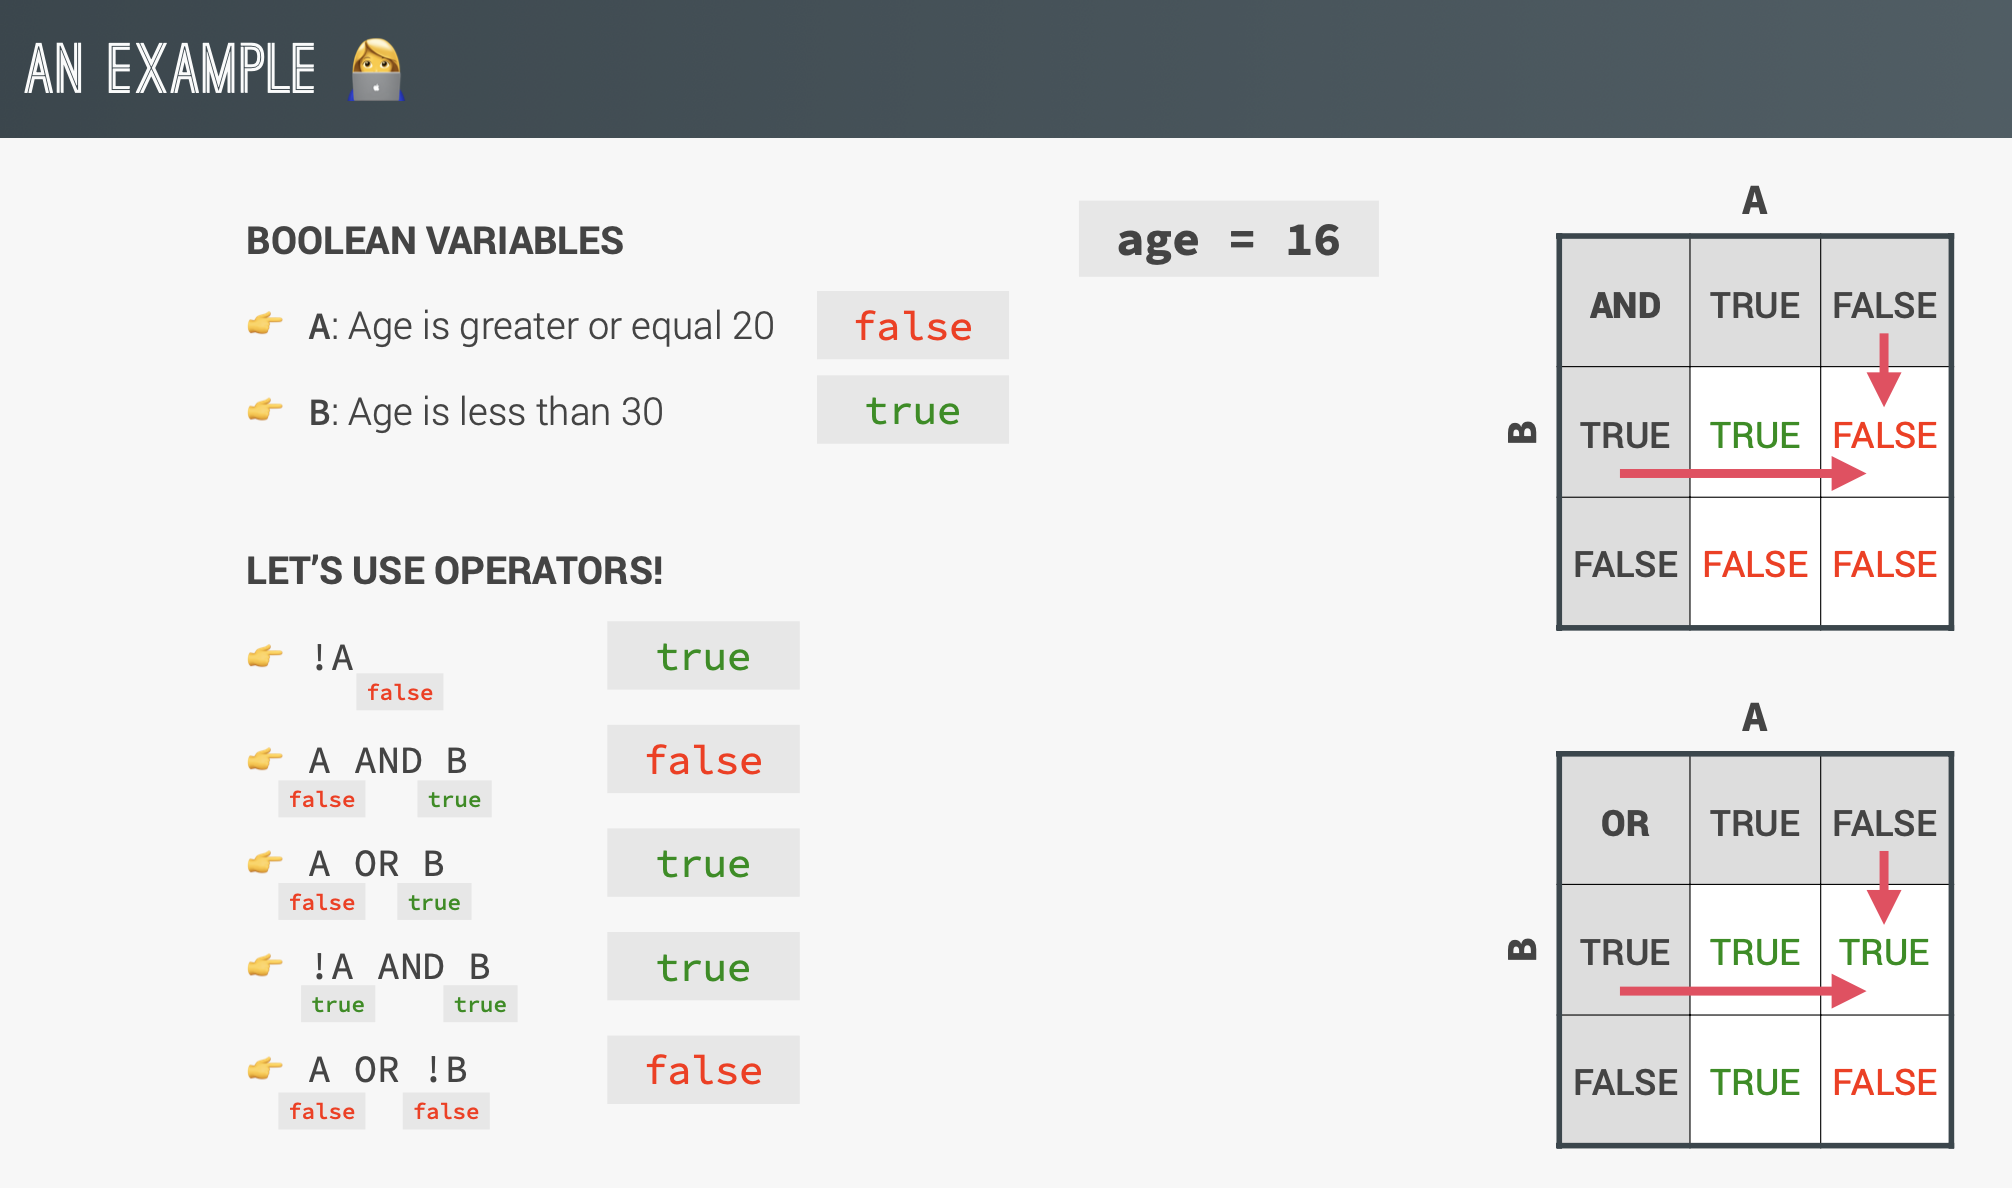 AN EXAMPLE
BOOLEAN VARIABLES
age = 16
A: Age is greater or equal 20
false
B: Age is less than 30
true
LET’S USE OPERATORS!
!A
false
true
A AND B
false true
false
A OR B
false true
true
!A AND B
true true
true
A OR !B
false false
false
A
AND TRUE FALSE
B
TRUE TRUE FALSE
FALSE FALSE FALSE
A
OR TRUE FALSE
B
TRUE TRUE TRUE
FALSE TRUE FALSE